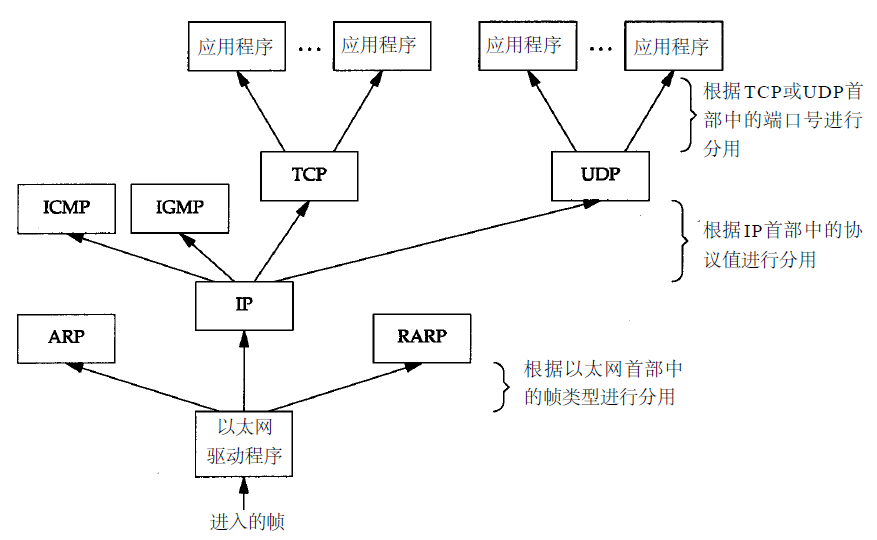 应用程序 … 应用程序 应用程序 … 应用程序
根据TCP或UDP首
部中的端口号进行
分用
TCP UDP
ICMP IGMP
根据IP首部中的协
议值进行分用
IP
ARP RARP
根据以太网首部中
的帧类型进行分用
以太网
驱动程序
进入的帧